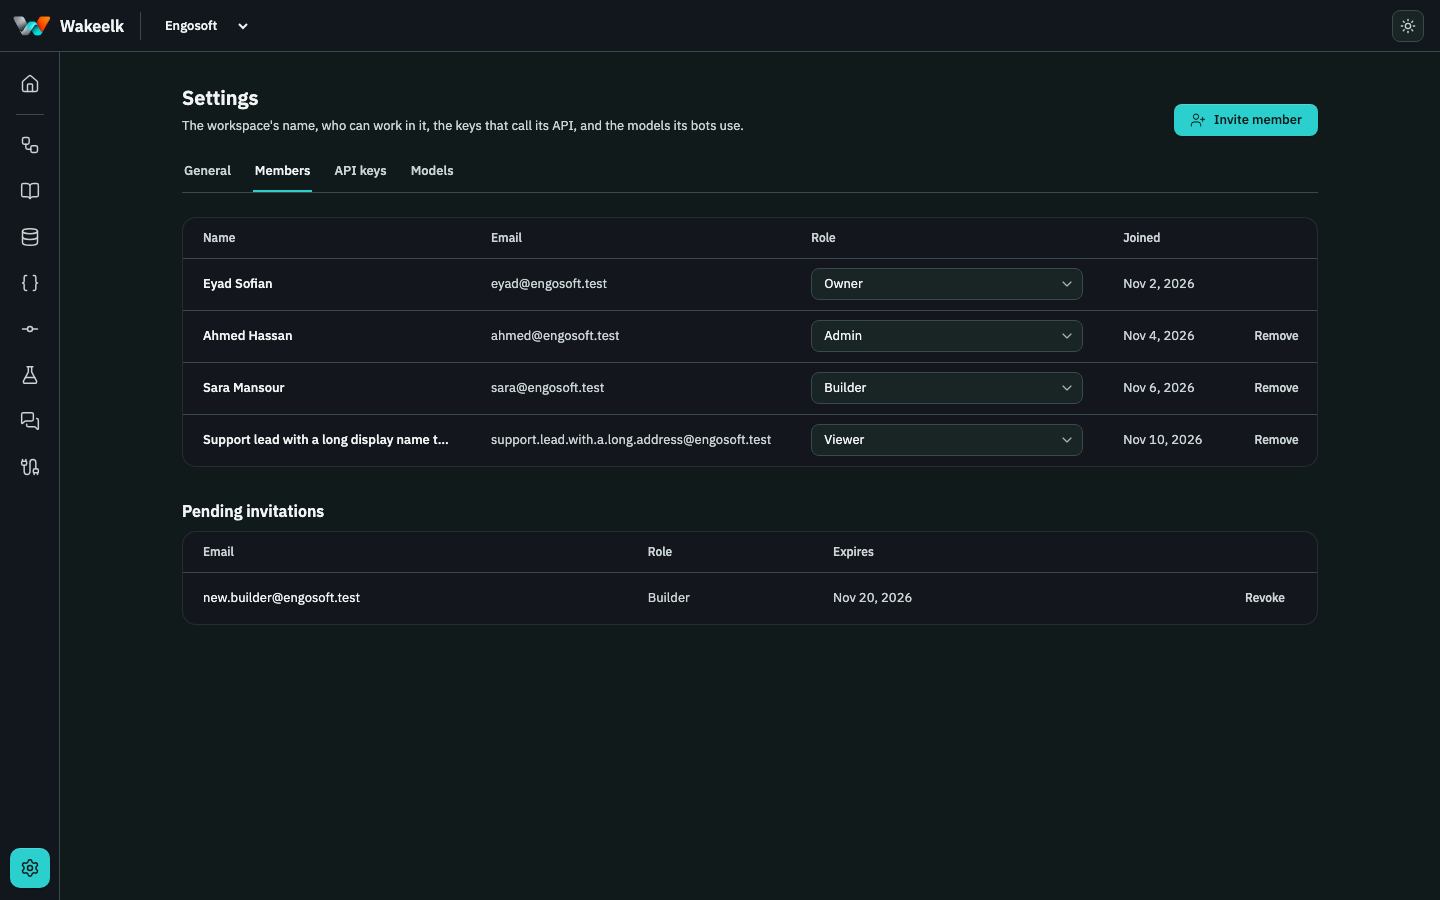 Wakeelk
Engosoft
Settings
The workspace's name, who can work in it, the keys that call its API, and the models its bots use.
Invite member
General Members API keys Models
Name Email Role Joined
Eyad Sofian eyad@engosoft.test Owner Nov 2, 2026
Ahmed Hassan ahmed@engosoft.test Admin Nov 4, 2026 Remove
Sara Mansour sara@engosoft.test Builder Nov 6, 2026 Remove
Support lead with a long display name t... support.lead.with.a.long.address@engosoft.test Viewer Nov 10, 2026 Remove
Pending invitations
Email Role Expires
new.builder@engosoft.test Builder Nov 20, 2026 Revoke